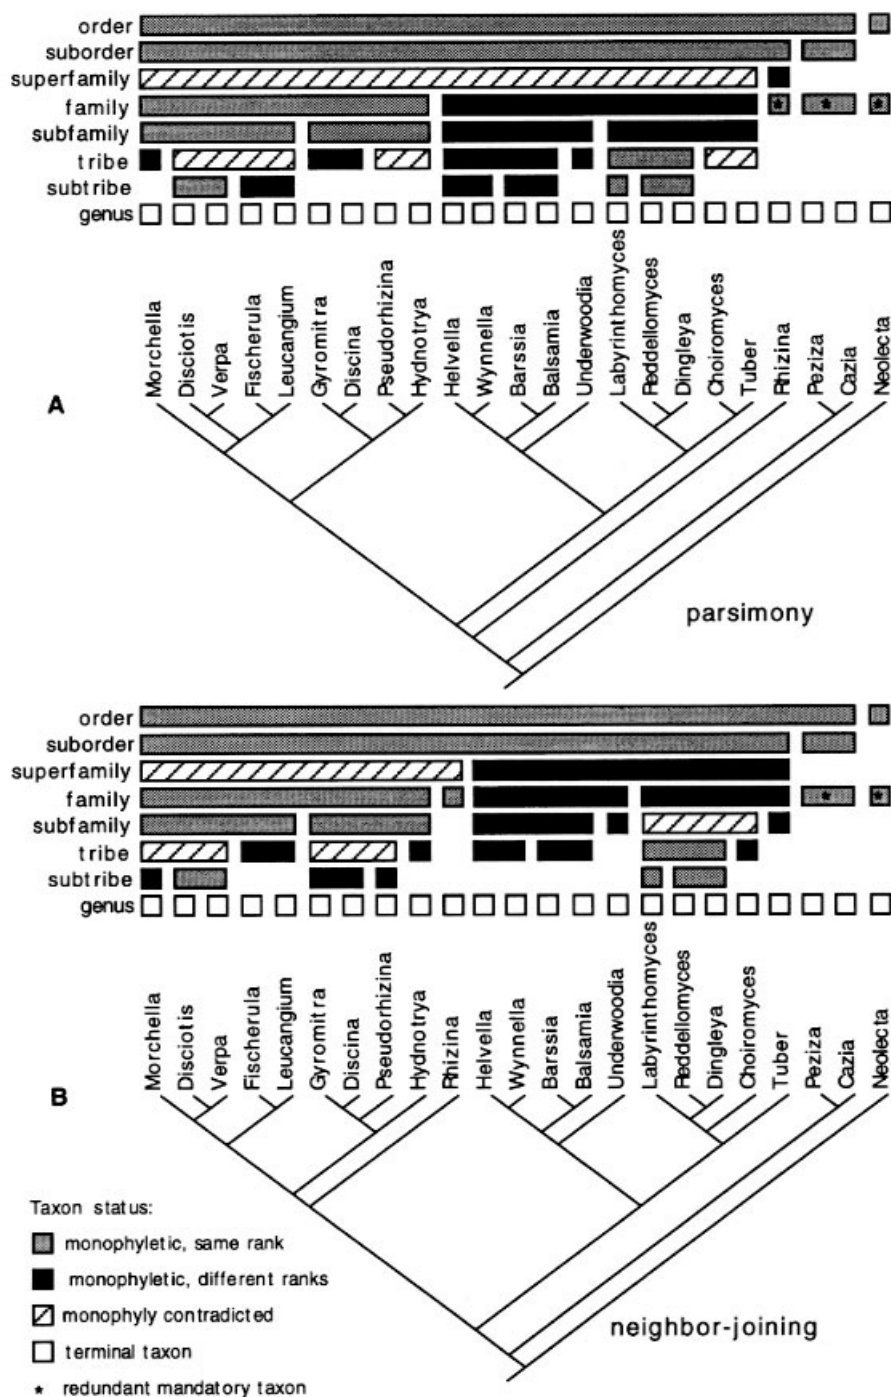 order
suborder
superfamily
family
* * *
subfamily
tribe
subtribe
genus
Morchella
Disciotis
Verpa
Fischerula
Leucangium
Gyromitra
Discina
Pseudorhizina
Hydnotrya
Helvella
Wynnella
Barssia
Balsamia
Underwoodia
Labyrinthomyces
Reddellomyces
Dingleya
Choiromyces
Tuber
Rhizina
Peziza
Cazia
Neolecta
A
parsimony
order
suborder
superfamily
family
* *
subfamily
tribe
subtribe
genus
Morchella
Disciotis
Verpa
Fischerula
Leucangium
Gyromitra
Discina
Pseudorhizina
Hydnotrya
Rhizina
Helvella
Wynnella
Barssia
Balsamia
Underwoodia
Labyrinthomyces
Reddellomyces
Dingleya
Choiromyces
Tuber
Peziza
Cazia
Neolecta
B
Taxon status:
monophyletic, same rank
monophyletic, different ranks
monophyly contradicted
terminal taxon
* redundant mandatory taxon
neighbor-joining